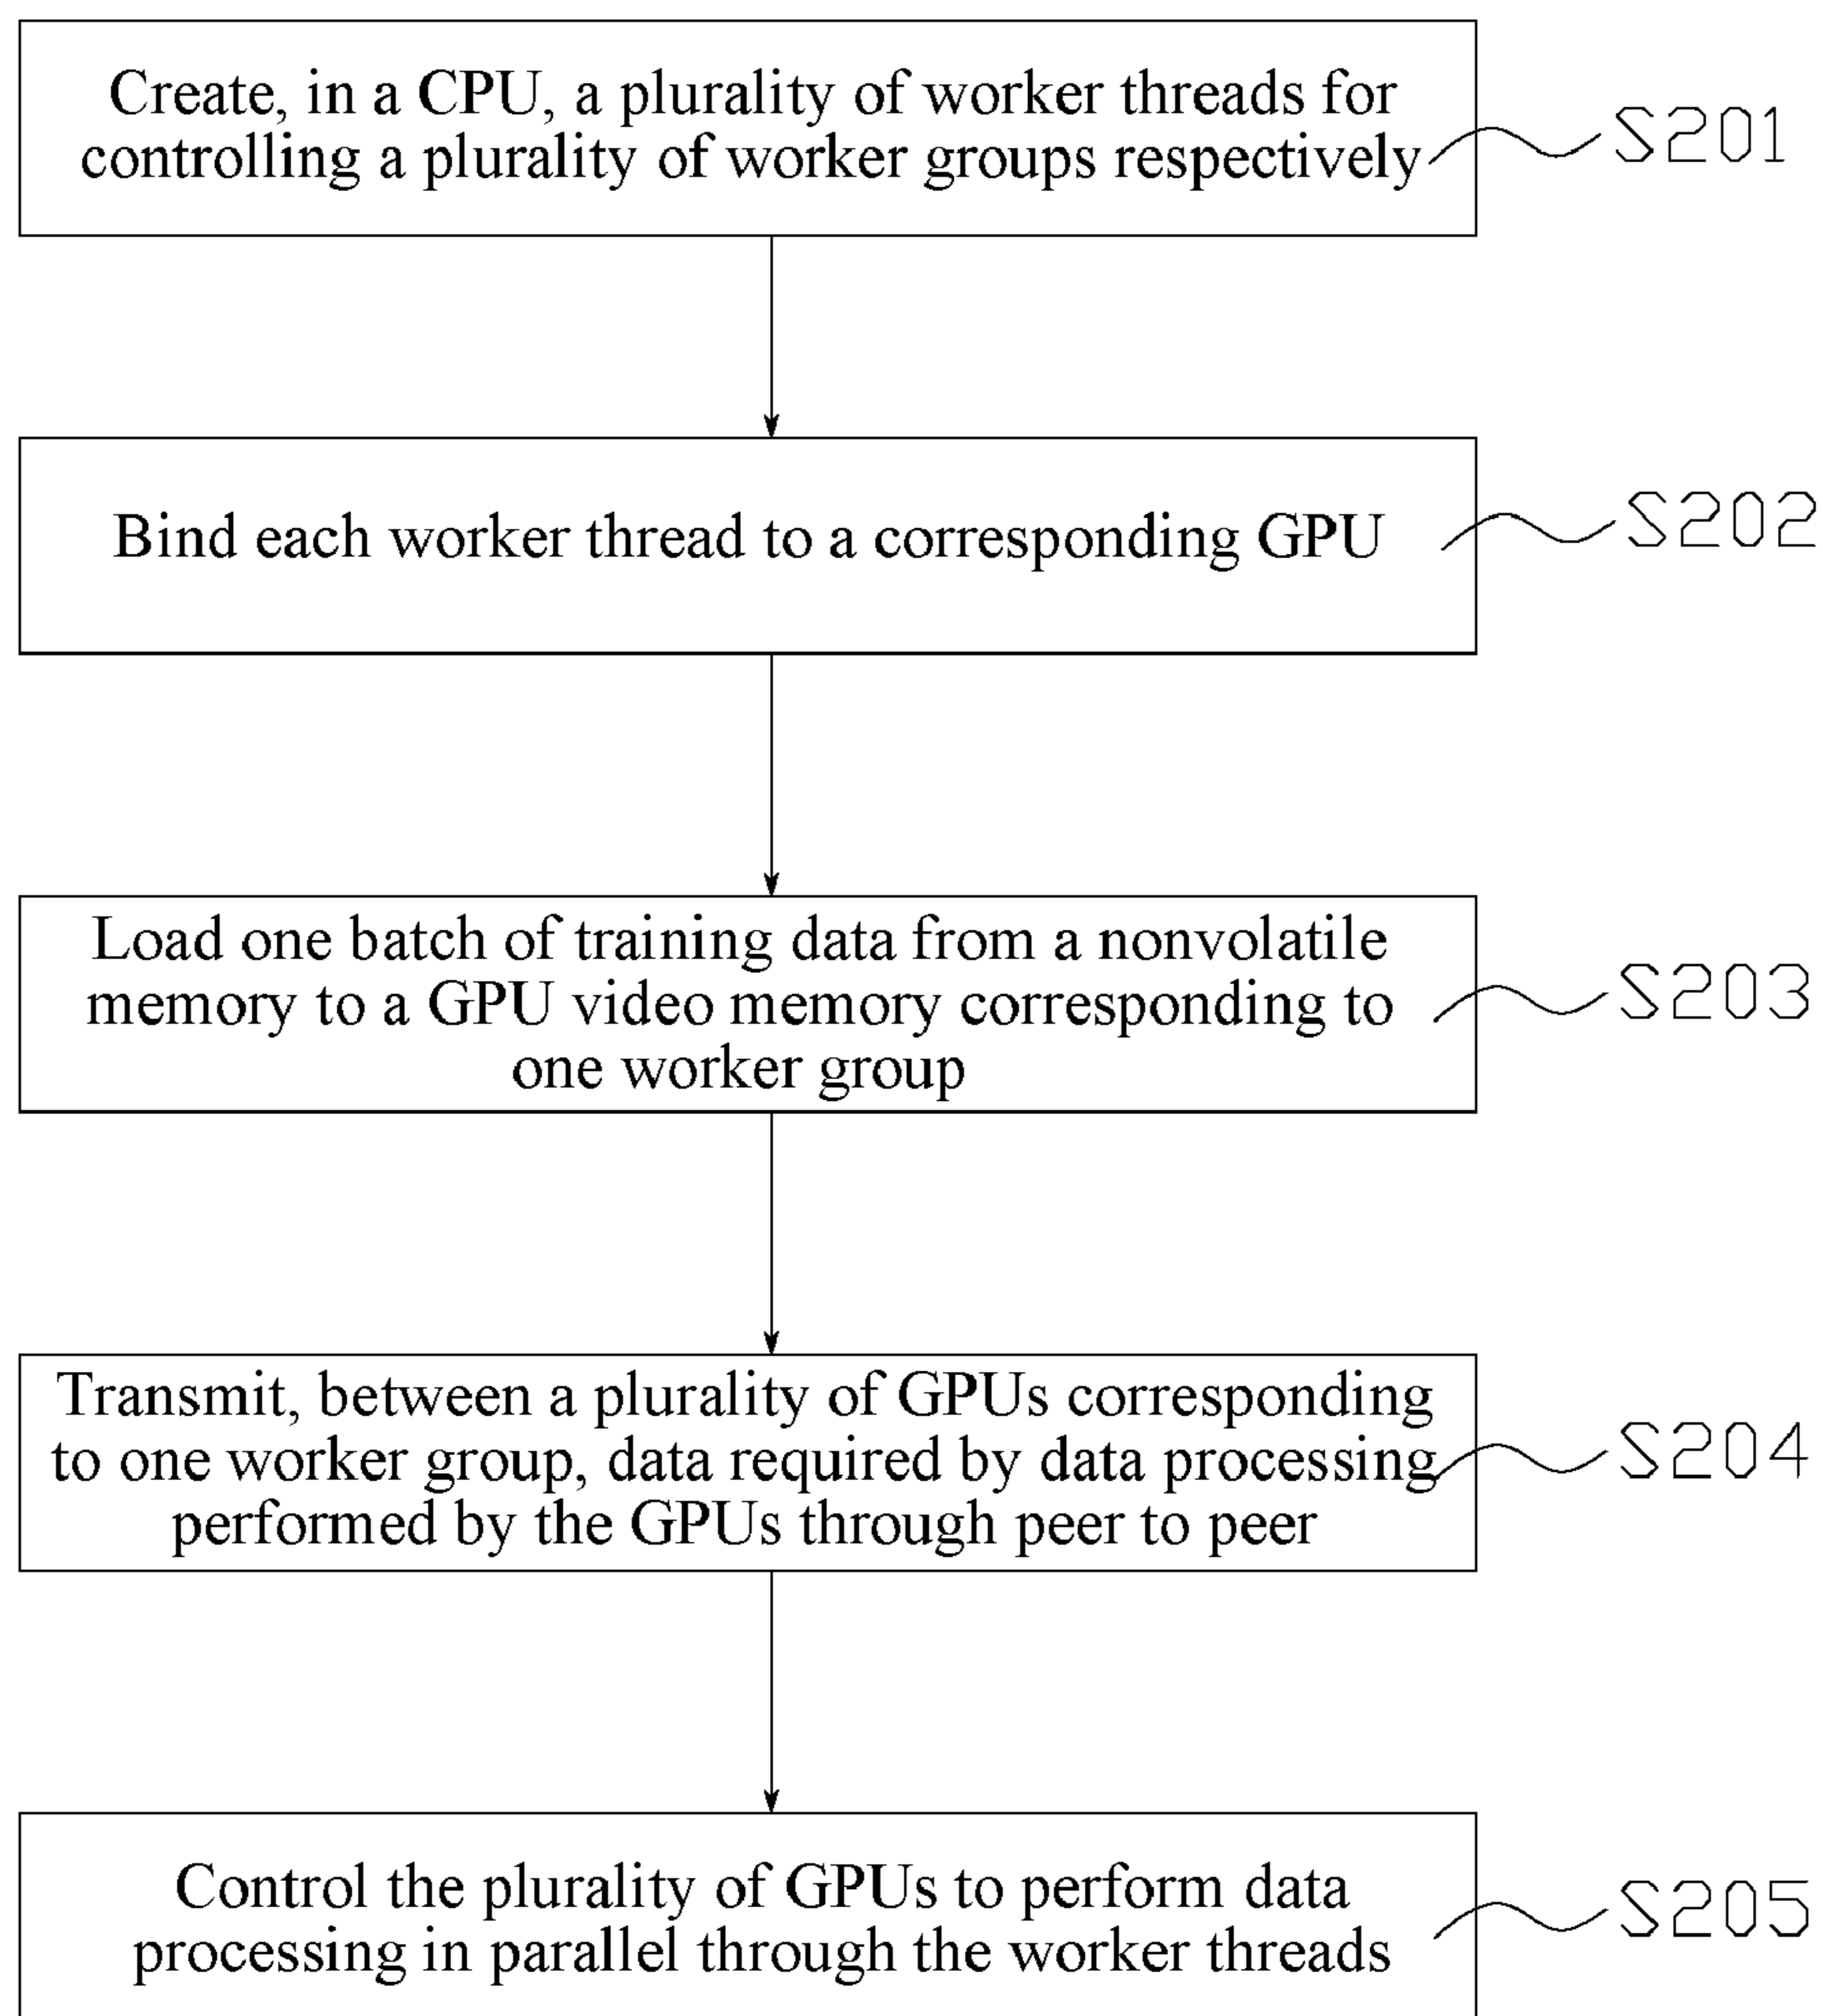 Create, in a CPU, a plurality of worker threads for
controlling a plurality of worker groups respectively
S201
Bind each worker thread to a corresponding GPU
S202
Load one batch of training data from a nonvolatile
memory to a GPU video memory corresponding to
one worker group
S203
Transmit, between a plurality of GPUs corresponding
to one worker group, data required by data processing
performed by the GPUs through peer to peer
S204
Control the plurality of GPUs to perform data
processing in parallel through the worker threads
S205